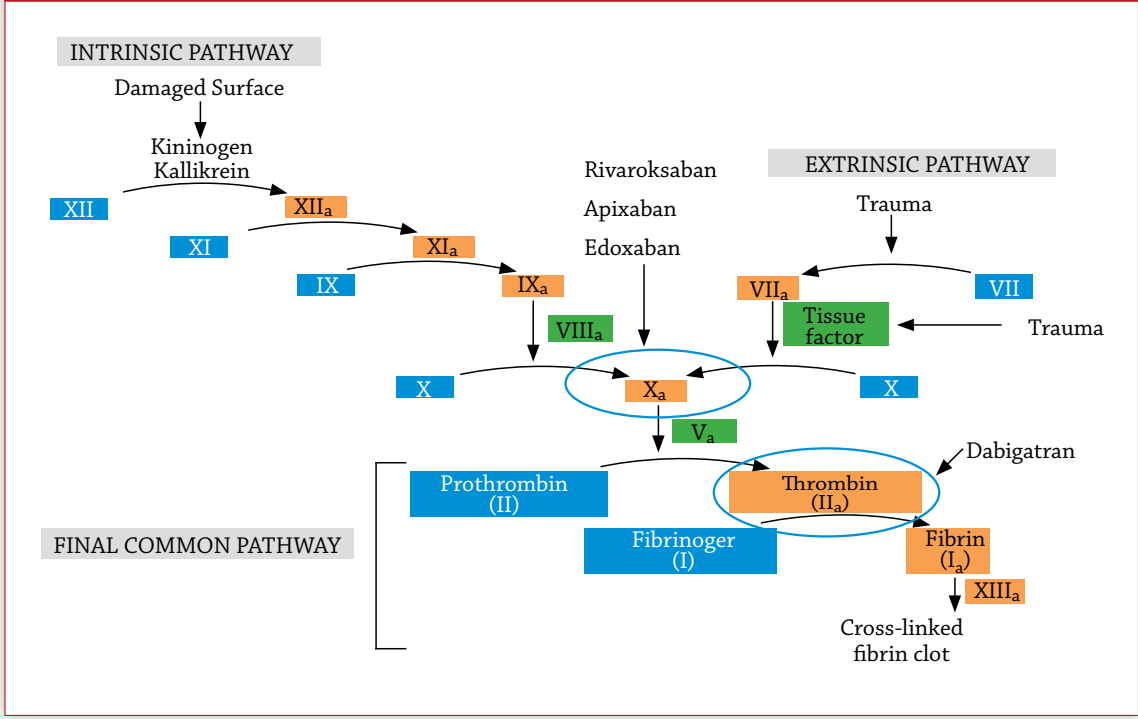 INTRINSIC PATHWAY
Damaged Surface
Kininogen
Kallikrein
XII
XIIa
XI
XIa
IX
IXa
VIIIa
Rivaroksaban
Apixaban
Edoxaban
EXTRINSIC PATHWAY
Trauma
VIIa
VII
Tissue
factor
Trauma
X
Xa
X
Va
Dabigatran
Prothrombin
(II)
Thrombin
(IIa)
FINAL COMMON PATHWAY
Fibrinoger
(I)
Fibrin
(Ia)
XIIIa
Cross-linked
fibrin clot